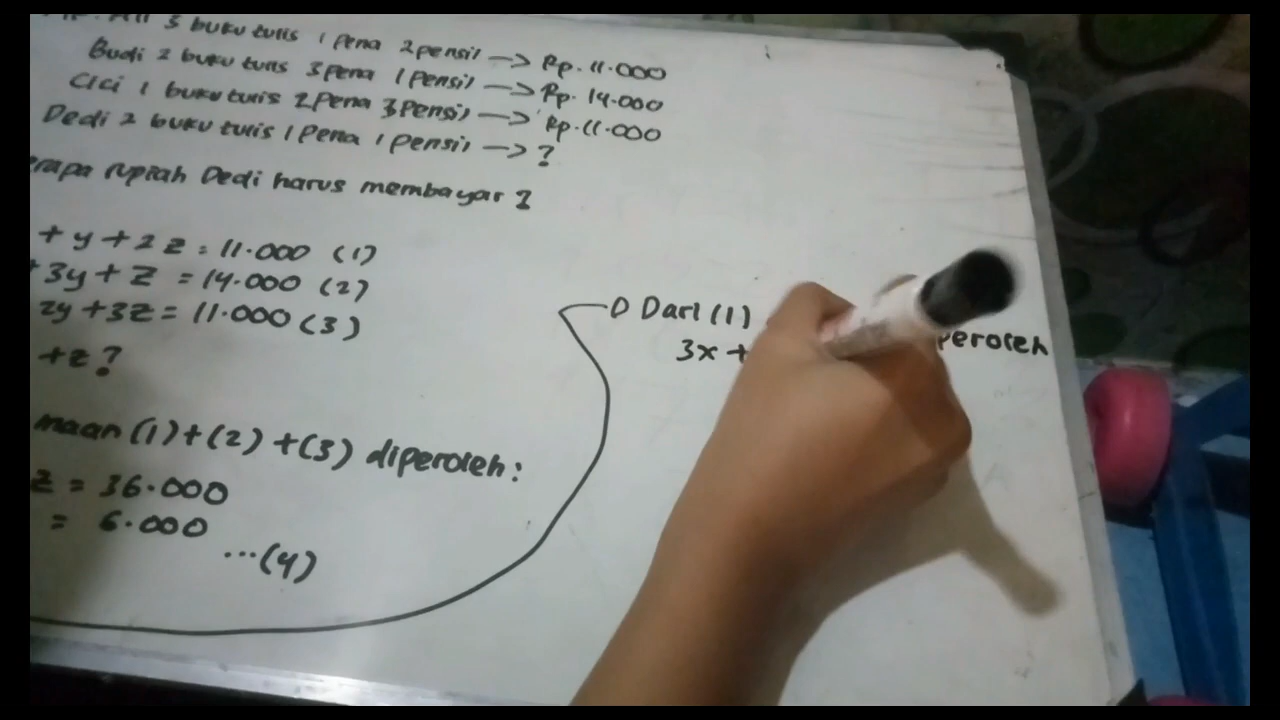 3 buku tulis 1 pena 2 pensil -> Rp. 11.000
Budi 2 buku tulis 3 pena 1 pensil -> Rp. 14.000
Cici 1 buku tulis 2 pena 3 pensil -> Rp. 11.000
Dedi 2 buku tulis 1 pena 1 pensil -> ?
erapa rupiah Dedi harus membayar ?
+ y + 2z = 11.000 (1)
+ 3y + z = 14.000 (2)
2y + 3z = 11.000 (3)
+ z ?
maan (1) + (2) + (3) diperoleh :
z = 36.000
= 6.000
...(4)
Dari (1)
peroleh
3x +